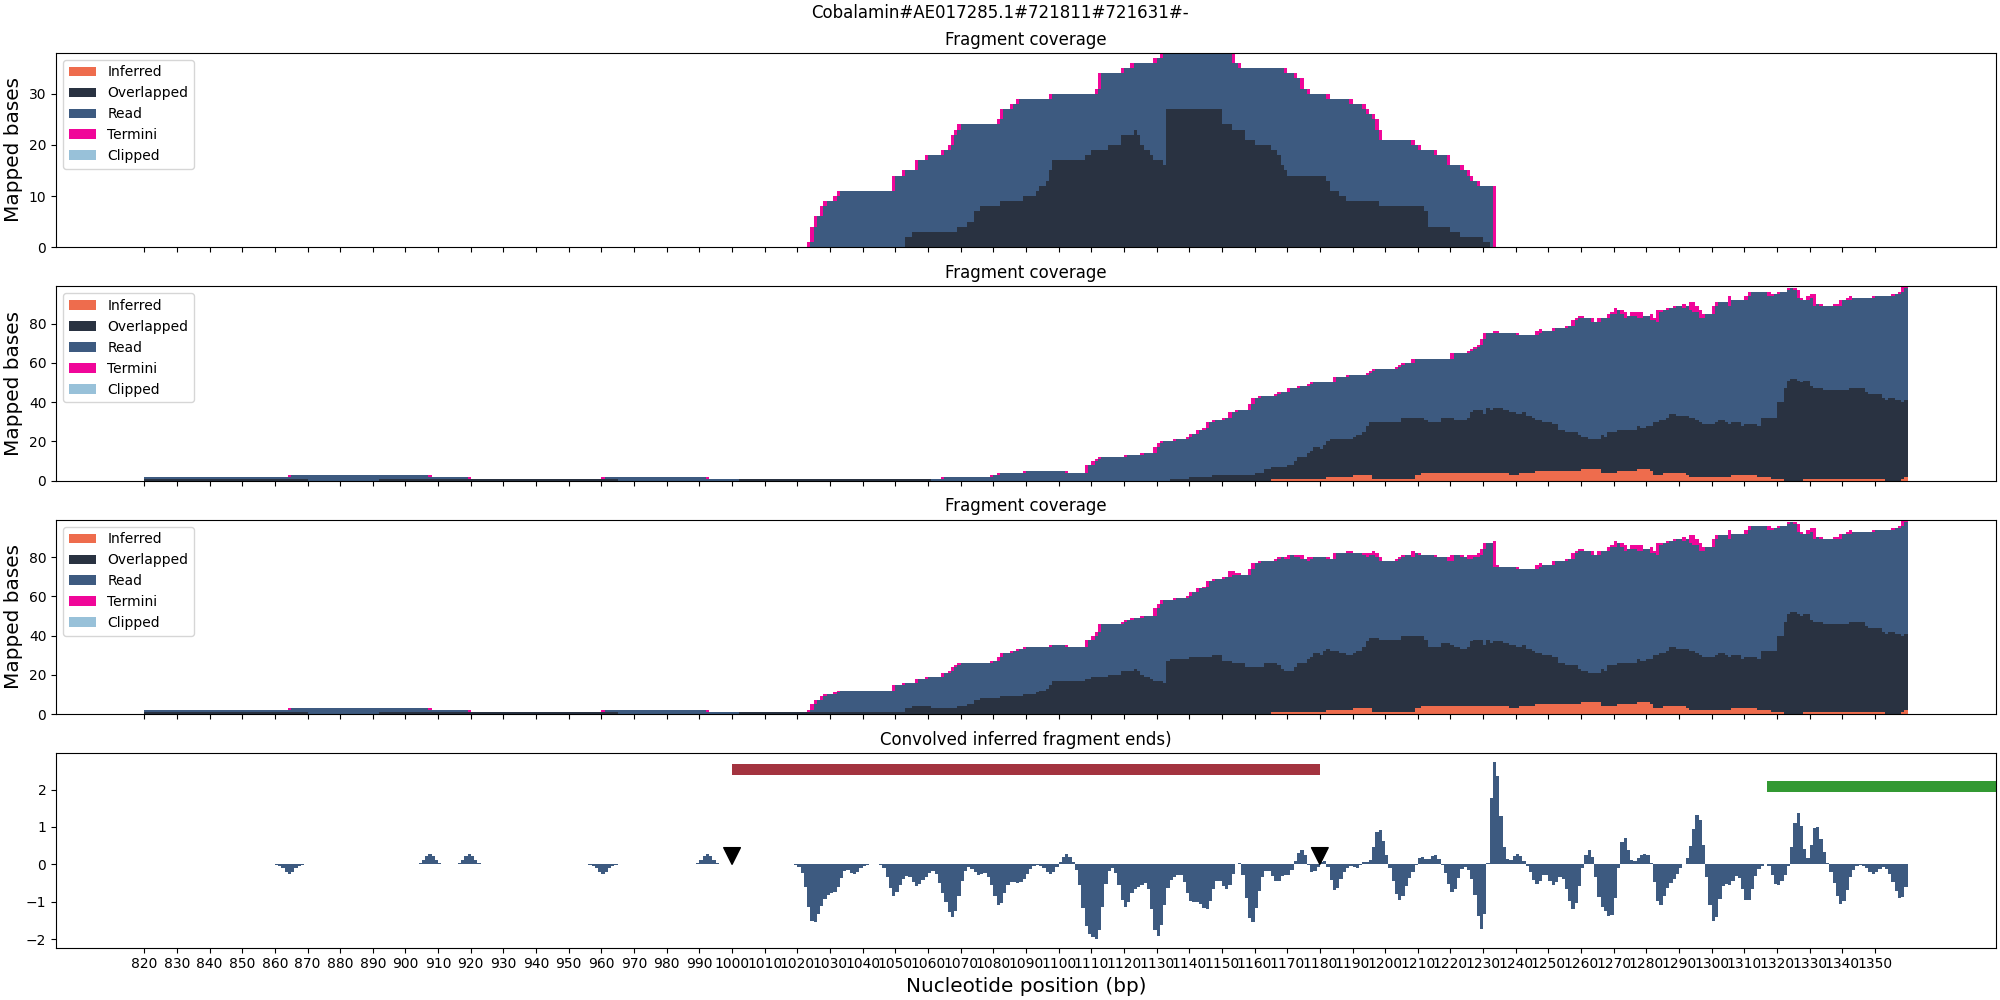 Cobalamin#AE017285.1#721811#721631#-
Fragment coverage
Mapped bases
30
20
10
0
Inferred
Overlapped
Read
Termini
Clipped
Fragment coverage
Mapped bases
80
60
40
20
0
Inferred
Overlapped
Read
Termini
Clipped
Fragment coverage
Mapped bases
80
60
40
20
0
Inferred
Overlapped
Read
Termini
Clipped
Convolved inferred fragment ends)
2
1
0
−1
−2
820 830 840 850 860 870 880 890 900 910 920 930 940 950 960 970 980 990 1000 1010 1020 1030 1040 1050 1060 1070 1080 1090 1100 1110 1120 1130 1140 1150 1160 1170 1180 1190 1200 1210 1220 1230 1240 1250 1260 1270 1280 1290 1300 1310 1320 1330 1340 1350
Nucleotide position (bp)